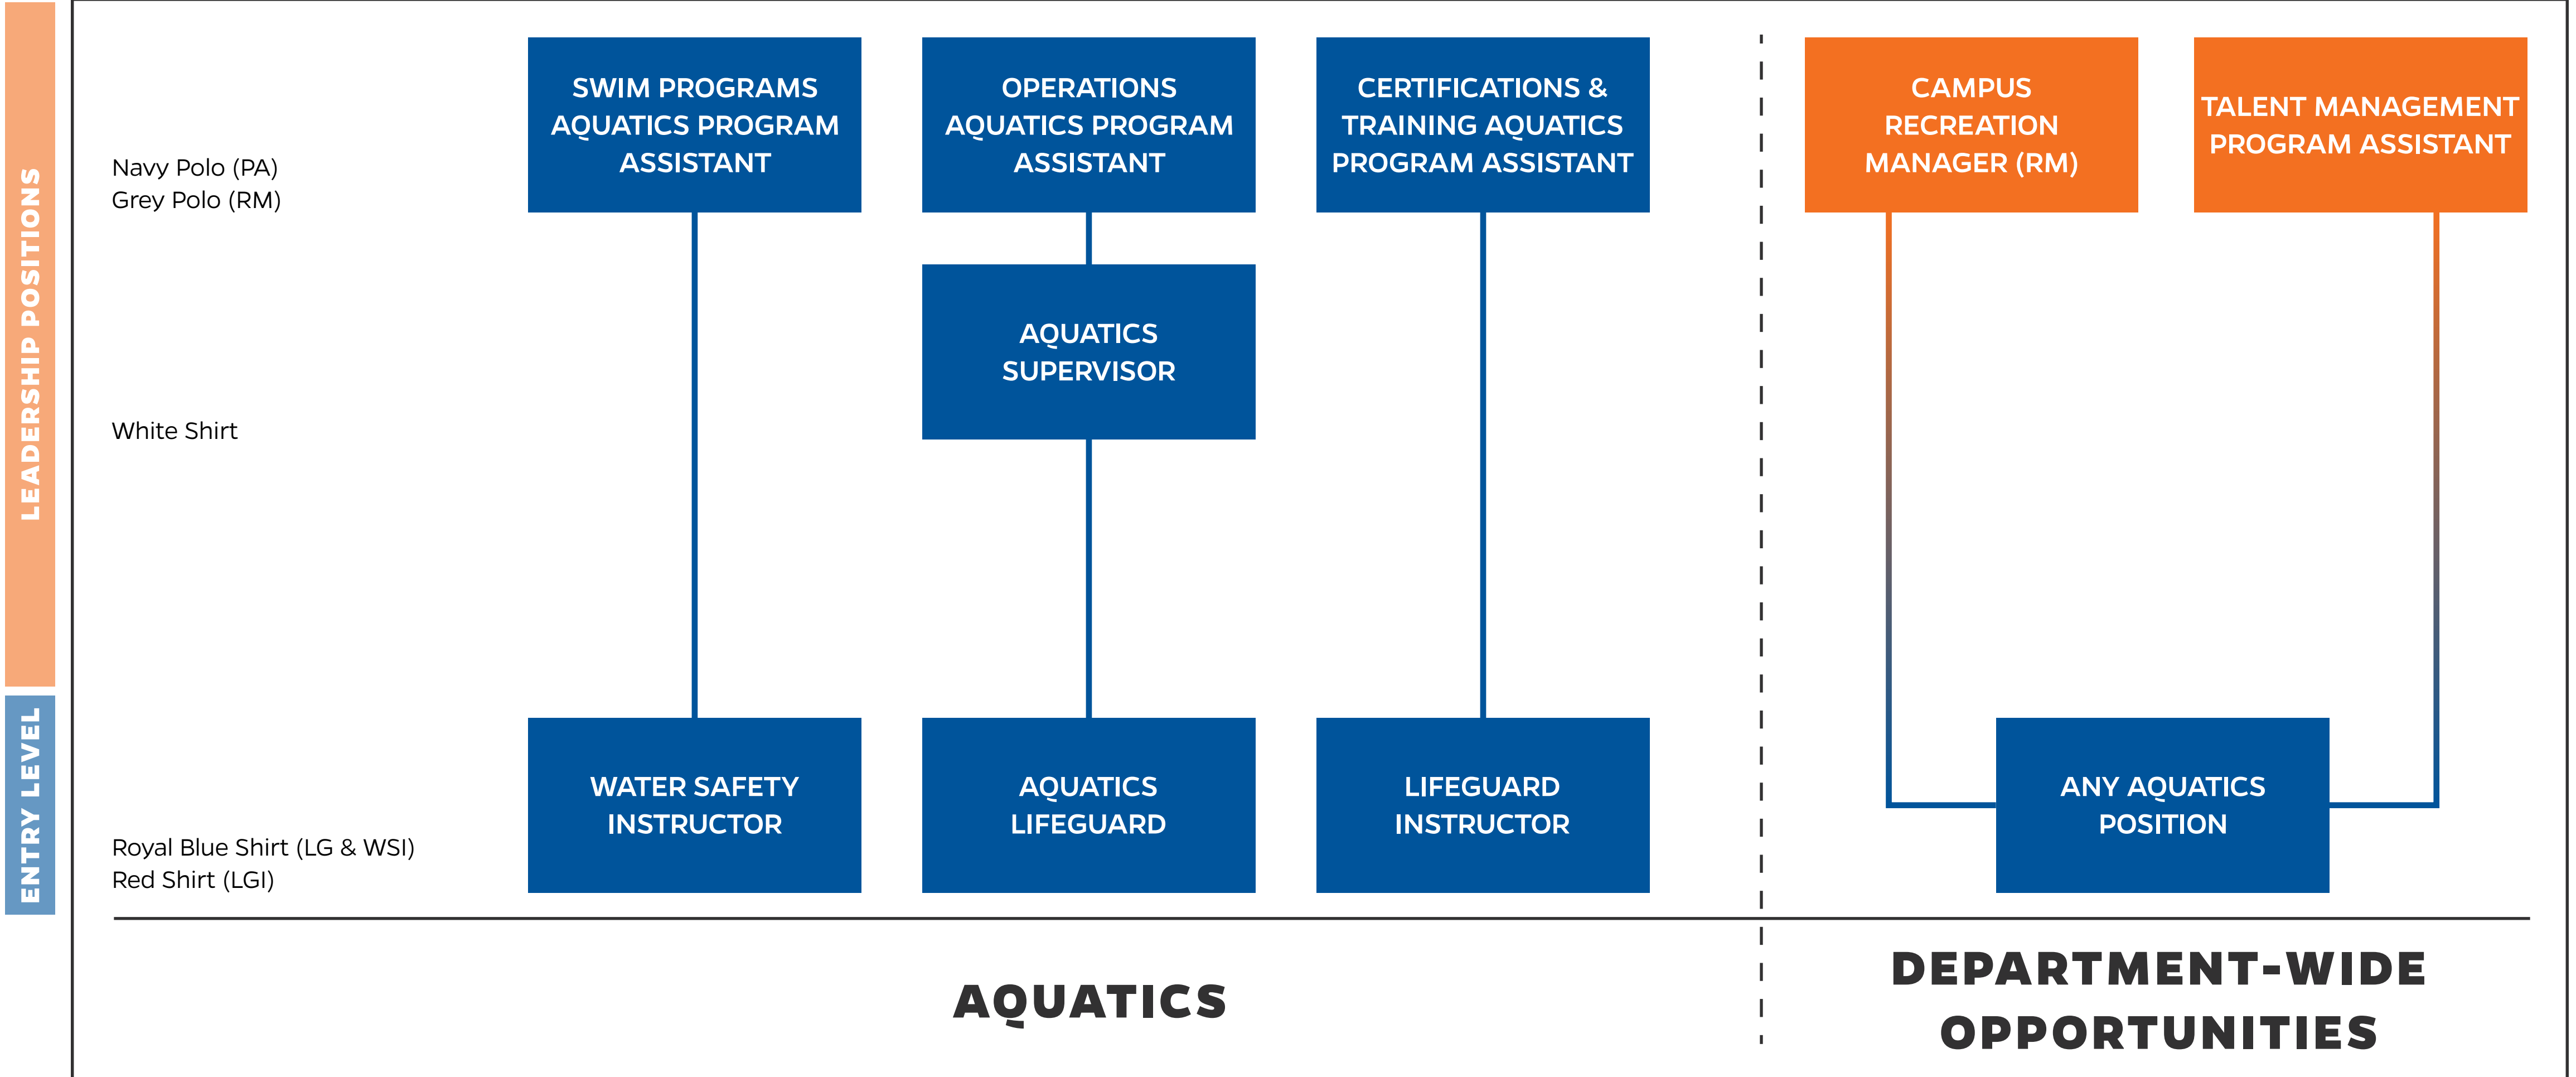 LEADERSHIP POSITIONS
ENTRY LEVEL
Navy Polo (PA)
Grey Polo (RM)
White Shirt
Royal Blue Shirt (LG & WSI)
Red Shirt (LGI)
SWIM PROGRAMS
AQUATICS PROGRAM
ASSISTANT
OPERATIONS
AQUATICS PROGRAM
ASSISTANT
CERTIFICATIONS &
TRAINING AQUATICS
PROGRAM ASSISTANT
CAMPUS
RECREATION
MANAGER (RM)
TALENT MANAGEMENT
PROGRAM ASSISTANT
AQUATICS
SUPERVISOR
WATER SAFETY
INSTRUCTOR
AQUATICS
LIFEGUARD
LIFEGUARD
INSTRUCTOR
ANY AQUATICS
POSITION
AQUATICS
DEPARTMENT-WIDE
OPPORTUNITIES